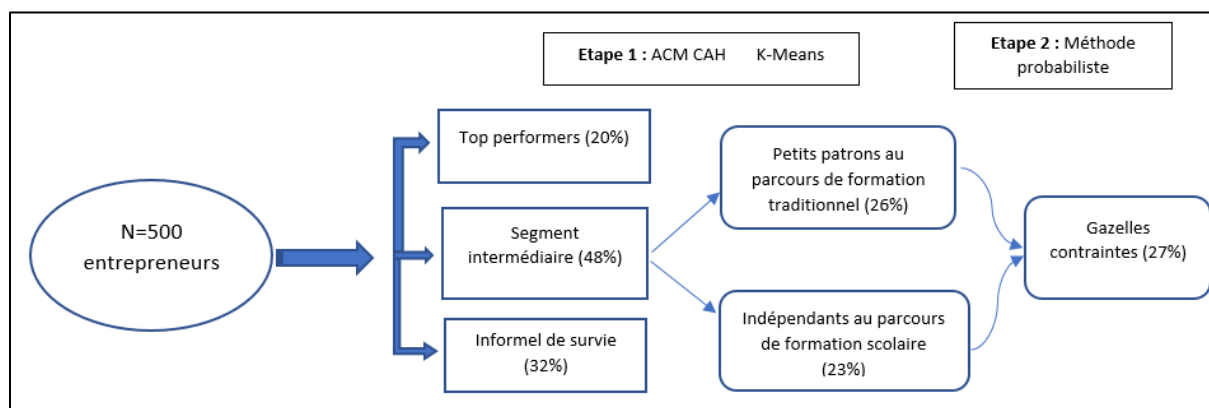 Etape 1 : ACM CAH K-Means
Etape 2 : Méthode
probabiliste
N=500
entrepreneurs
Top performers (20%)
Segment
intermédiaire (48%)
Informel de survie
(32%)
Petits patrons au
parcours de formation
traditionnel (26%)
Indépendants au parcours
de formation scolaire
(23%)
Gazelles
contraintes (27%)